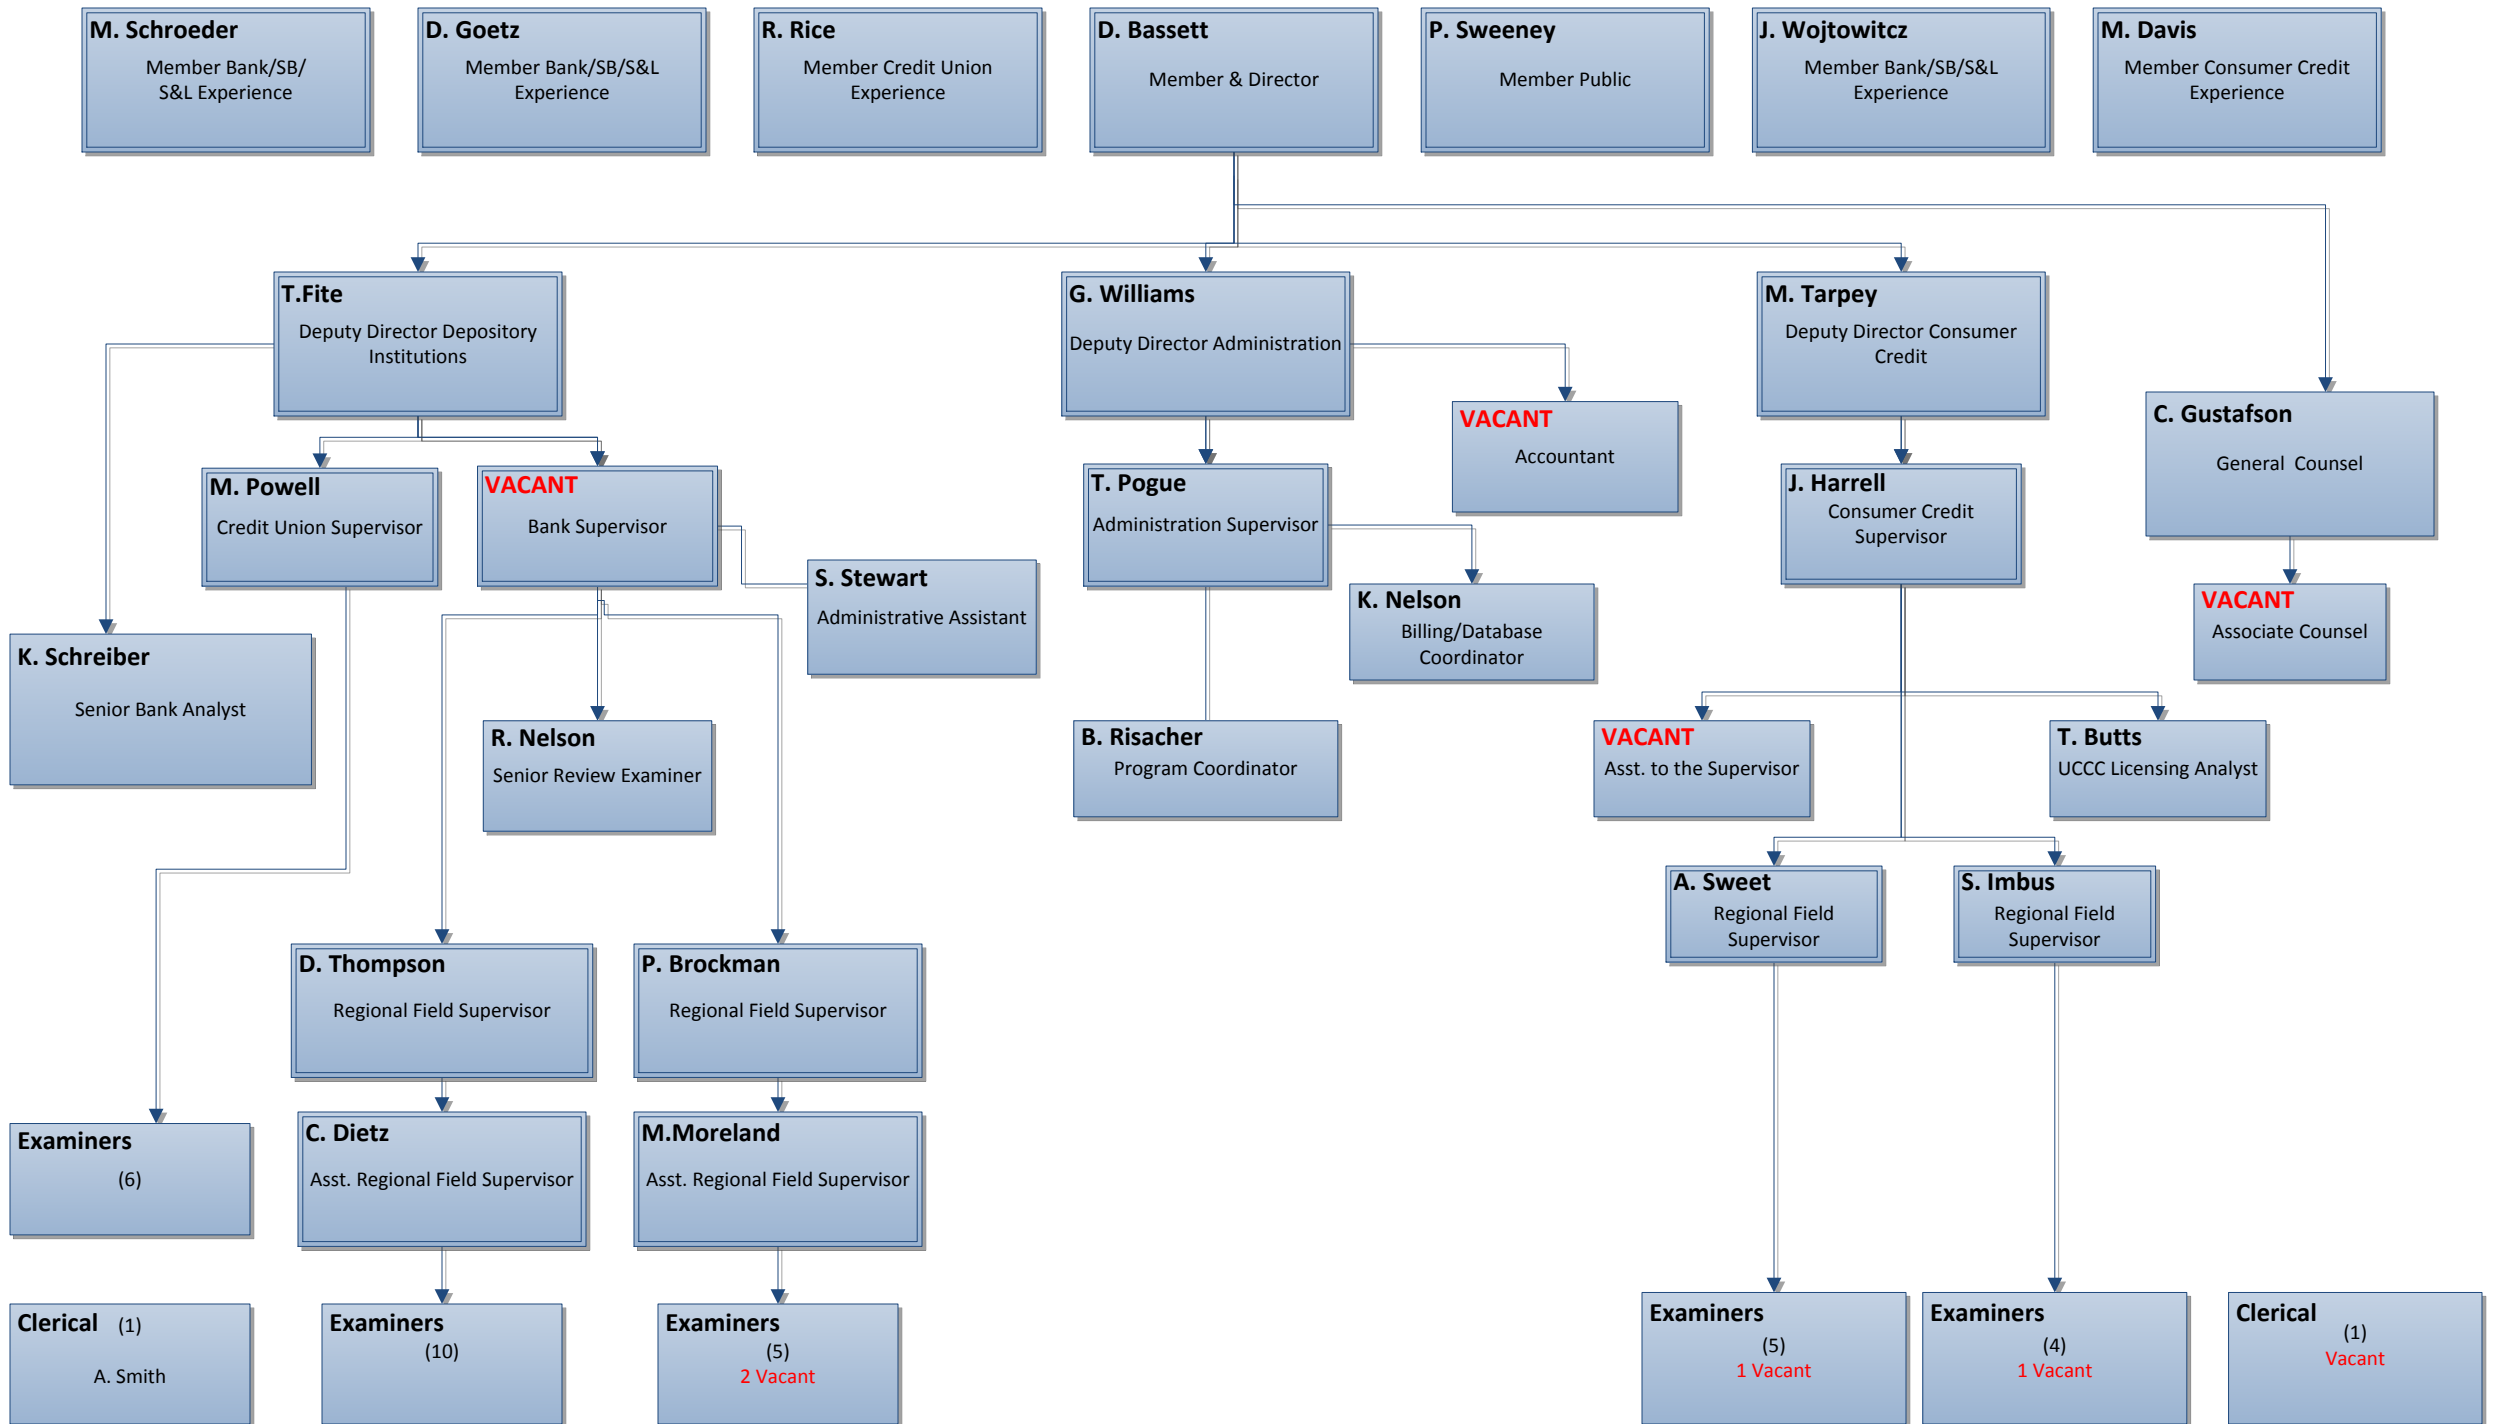 M. Schroeder
Member Bank/SB/
S&L Experience
D. Goetz
Member Bank/SB/S&L
Experience
R. Rice
Member Credit Union
Experience
D. Bassett
Member & Director
P. Sweeney
Member Public
J. Wojtowitcz
Member Bank/SB/S&L
Experience
M. Davis
Member Consumer Credit
Experience
T.Fite
Deputy Director Depository
Institutions
G. Williams
Deputy Director Administration
M. Tarpey
Deputy Director Consumer
Credit
VACANT
Accountant
C. Gustafson
General  Counsel
M. Powell
Credit Union Supervisor
VACANT
Bank Supervisor
T. Pogue
Administration Supervisor
J. Harrell
Consumer Credit
Supervisor
S. Stewart
Administrative Assistant
K. Nelson
Billing/Database
Coordinator
VACANT
Associate Counsel
K. Schreiber
Senior Bank Analyst
R. Nelson
Senior Review Examiner
B. Risacher
Program Coordinator
VACANT
Asst. to the Supervisor
T. Butts
UCCC Licensing Analyst
A. Sweet
Regional Field
Supervisor
S. Imbus
Regional Field
Supervisor
D. Thompson
Regional Field Supervisor
P. Brockman
Regional Field Supervisor
Examiners
(6)
C. Dietz
Asst. Regional Field Supervisor
M.Moreland
Asst. Regional Field Supervisor
Clerical (1)
A. Smith
Examiners
(10)
Examiners
(5)
2 Vacant
Examiners
(5)
1 Vacant
Examiners
(4)
1 Vacant
Clerical
(1)
Vacant